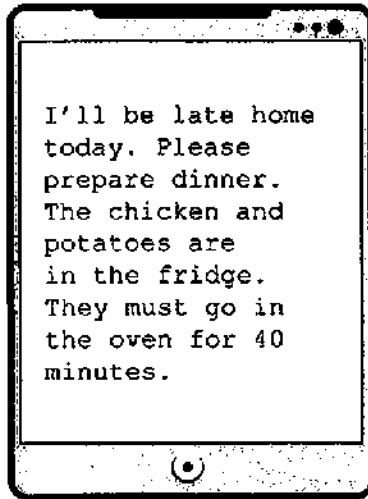 I'll be late home
today. Please
prepare dinner.
The chicken and
potatoes are
in the fridge.
They must go in
the oven for 40
minutes.